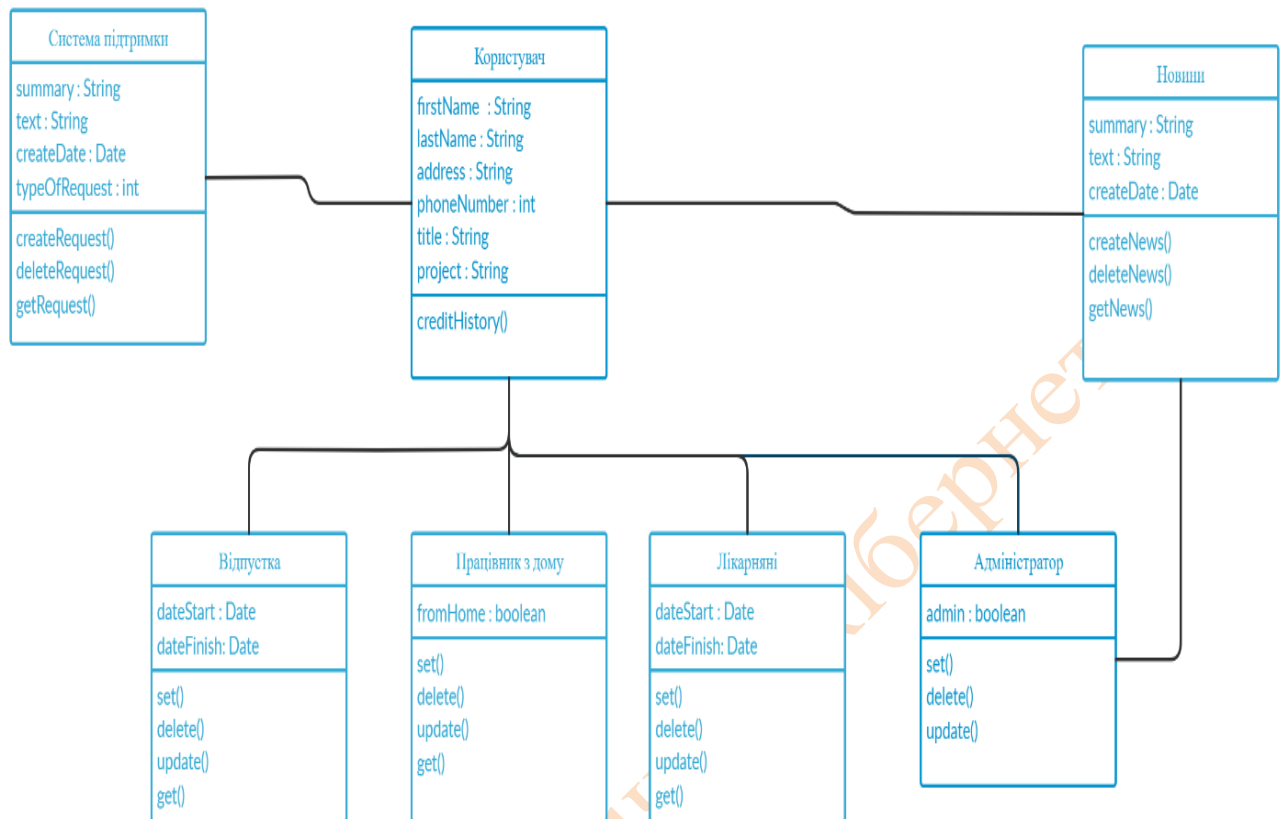 Система підтримки
summary : String
text : String
createDate : Date
typeOfRequest : int
createRequest()
deleteRequest()
getRequest()
Користувач
firstName : String
lastName : String
address : String
phoneNumber : int
title : String
project : String
creditHistory()
Новини
summary : String
text : String
createDate : Date
createNews()
deleteNews()
getNews()
Відпустка
dateStart : Date
dateFinish: Date
set()
delete()
update()
get()
Працівник з дому
fromHome : boolean
set()
delete()
update()
get()
Лікарняні
dateStart : Date
dateFinish: Date
set()
delete()
update()
get()
Адміністратор
admin : boolean
set()
delete()
update()